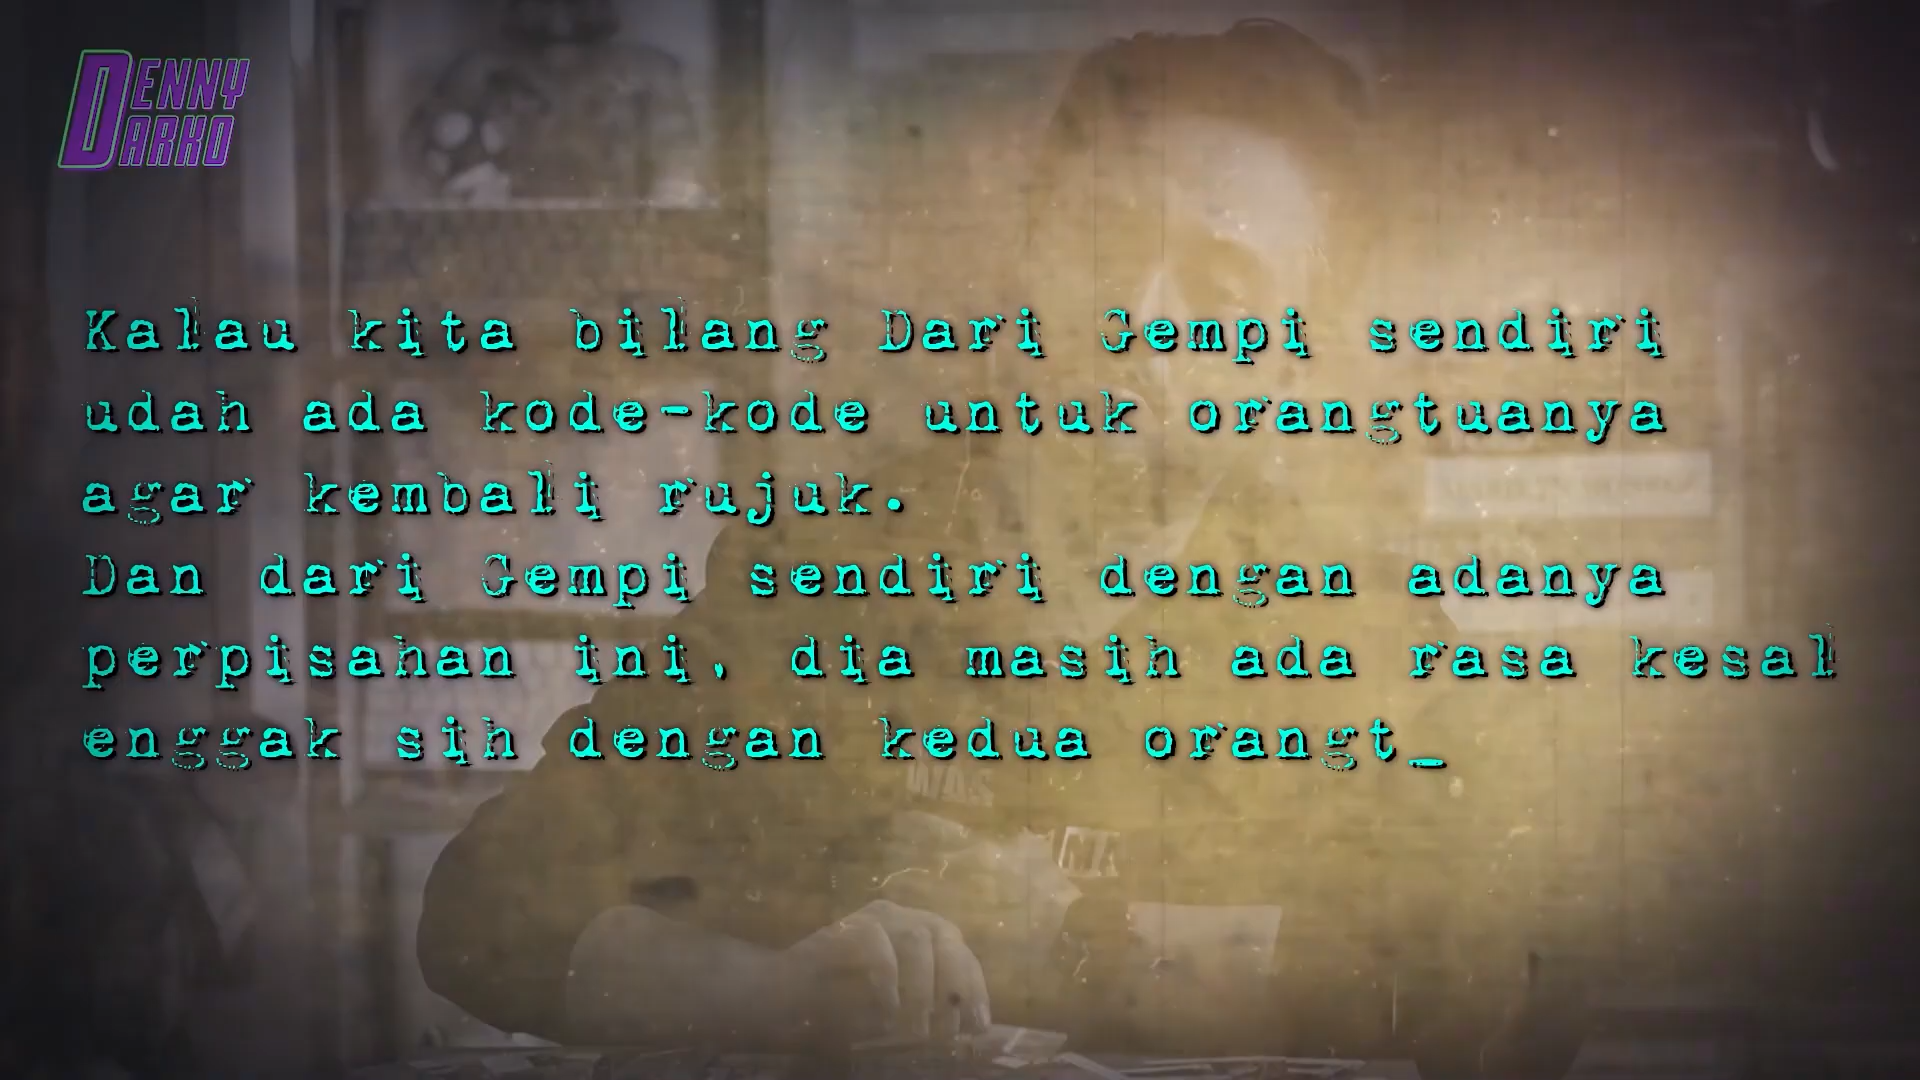 DENNY
DARKO
Kalau kita bilang Dari Gempi sendiri
udah ada kode-kode untuk orangtuanya
agar kembali rujuk.
Dan dari Gempi sendiri dengan adanya
perpisahan ini, dia masih ada rasa kesal
enggak sih dengan kedua orangt_